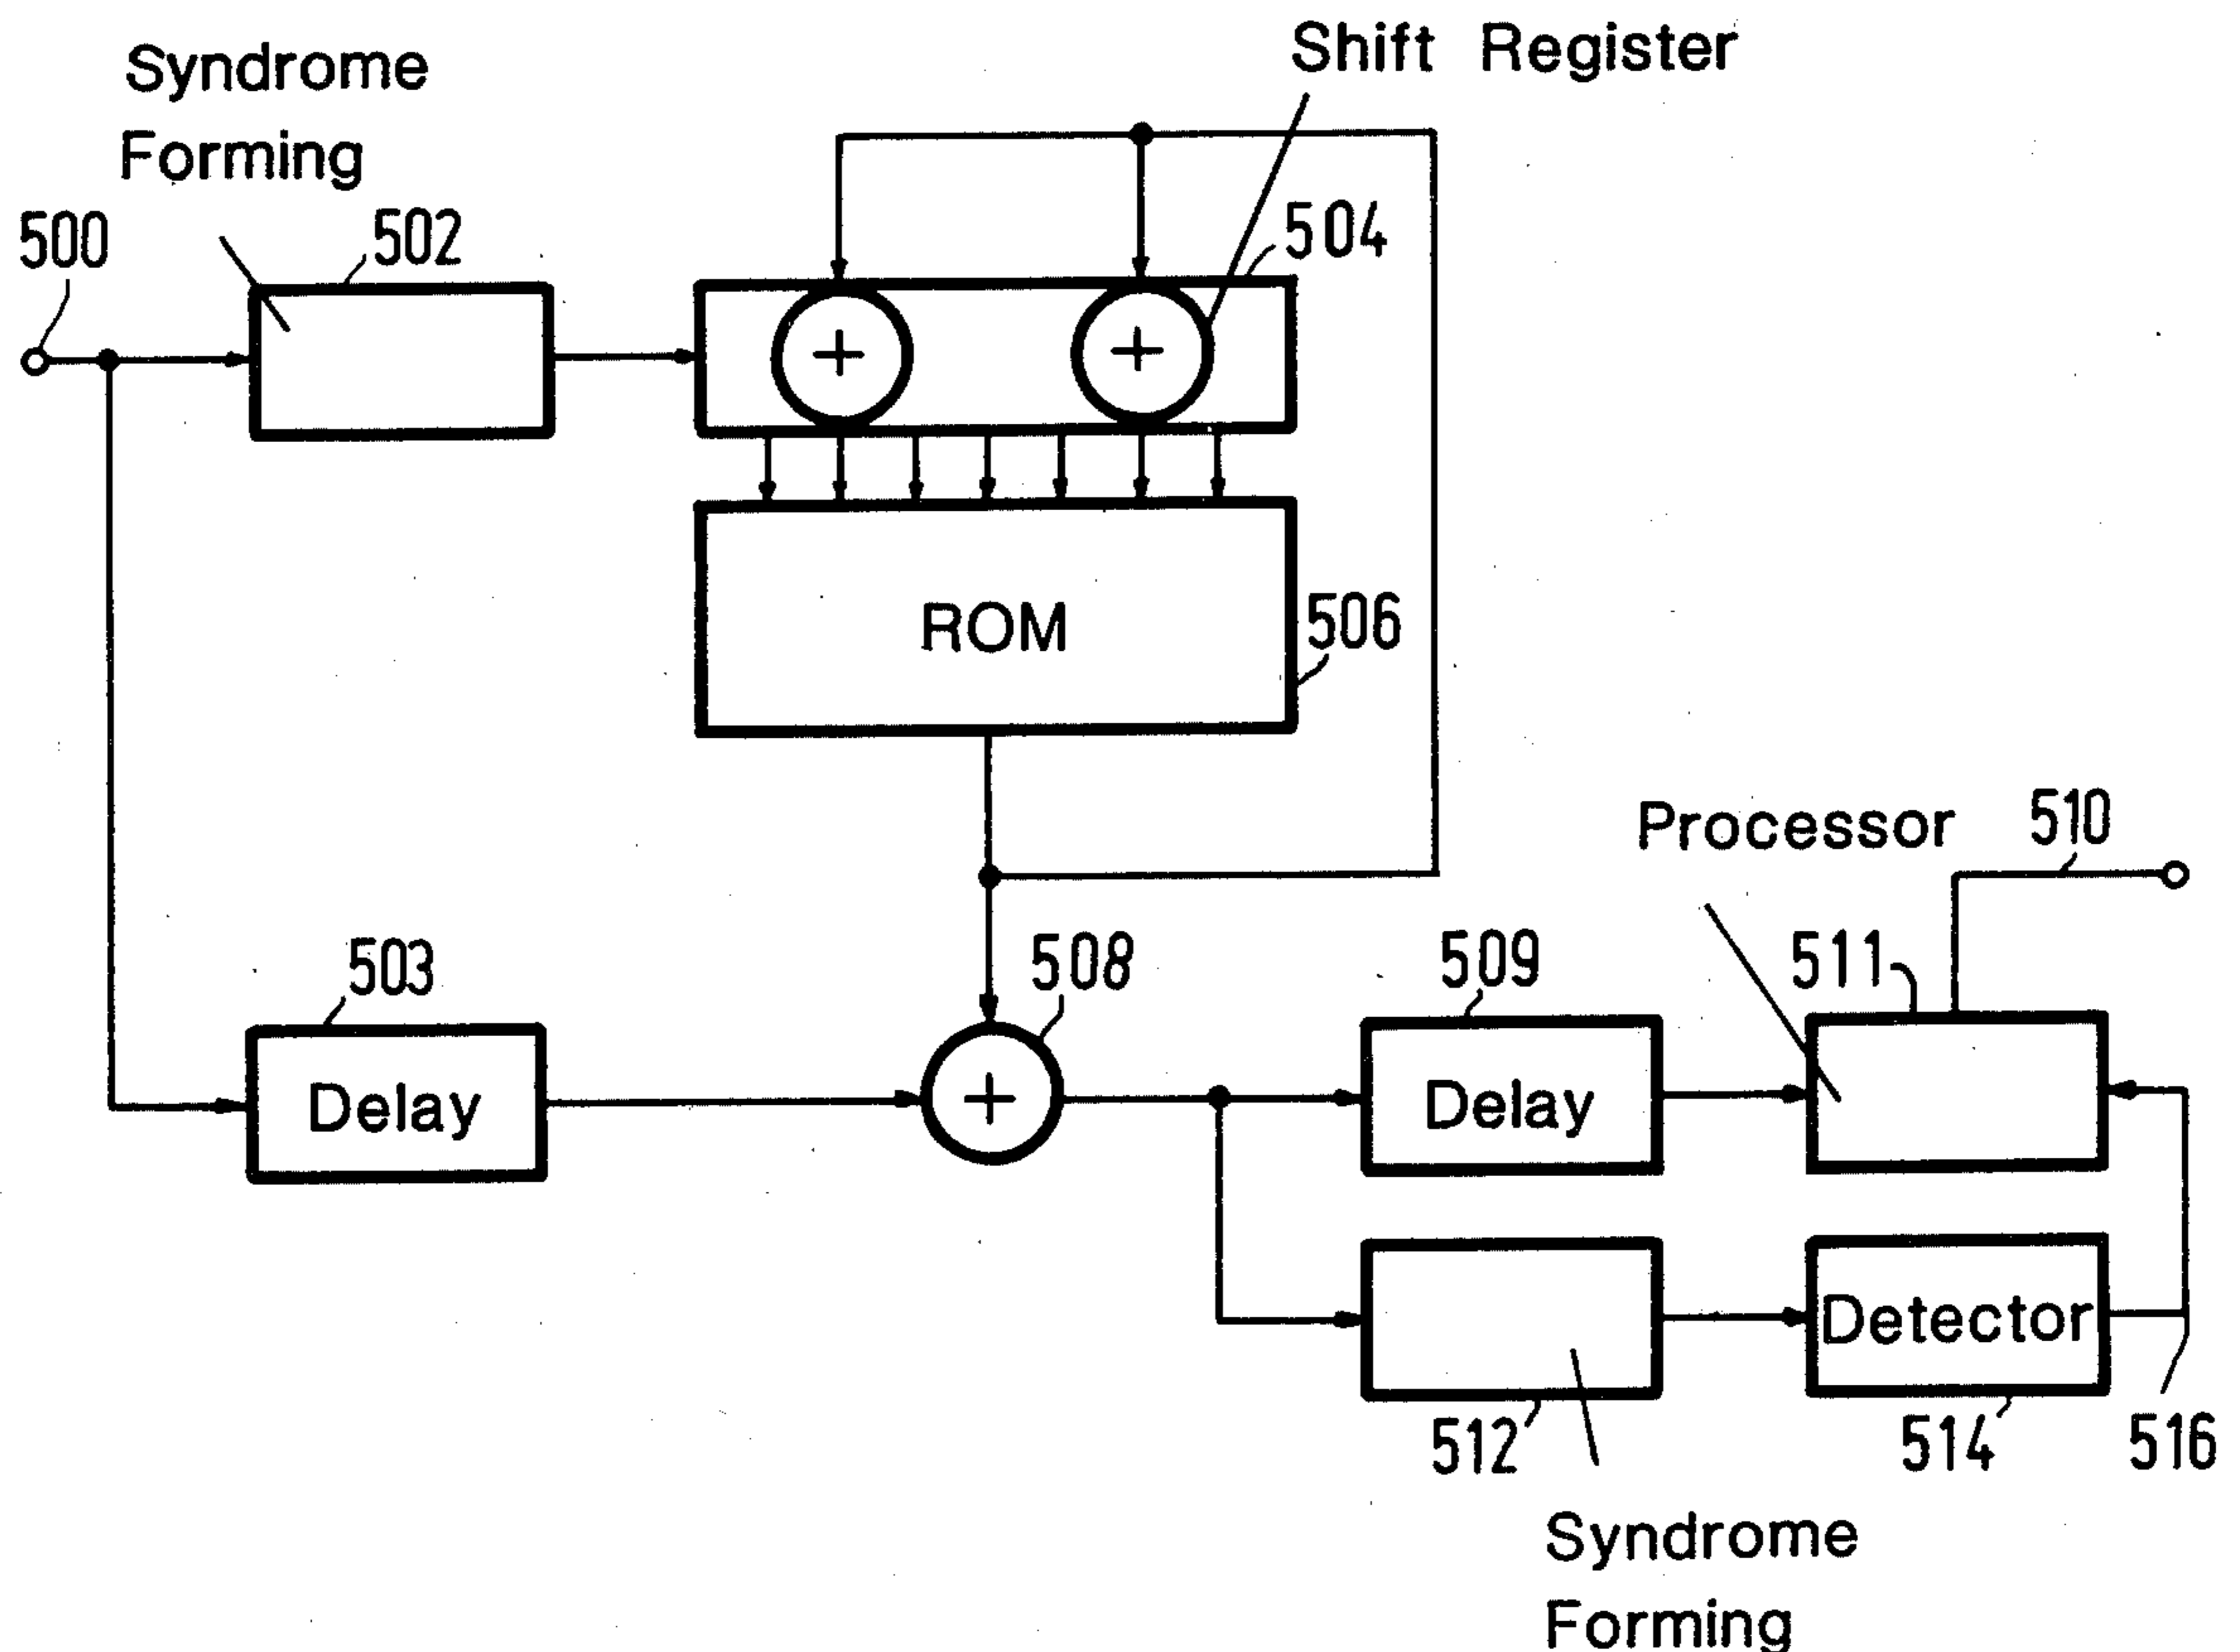 Shift Register
Syndrome
Forming
500
502
504
ROM
506
Processor
510
503
508
509
511
Delay
Delay
Detector
512
514
516
Syndrome
Forming